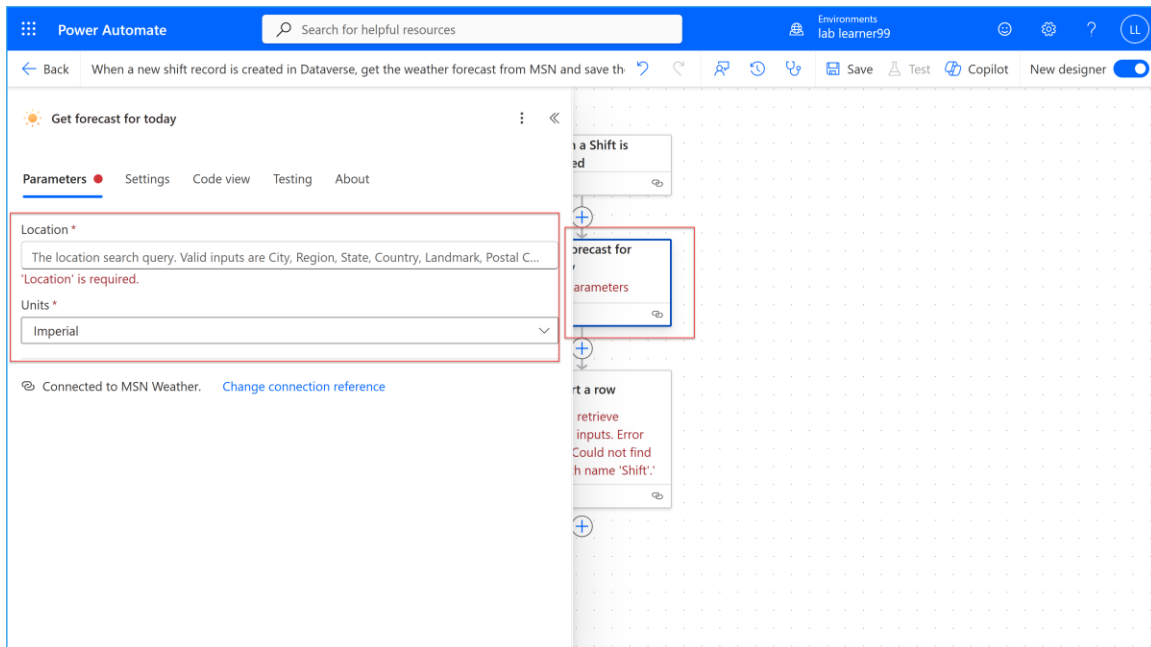 Power Automate
Search for helpful resources
Environments
lab learner99
?
LL
Back
When a new shift record is created in Dataverse, get the weather forecast from MSN and save th
Save
Test
Copilot
New designer
Get forecast for today
Parameters
Settings
Code view
Testing
About
Location *
The location search query. Valid inputs are City, Region, State, Country, Landmark, Postal C...
'Location' is required.
Units *
Imperial
Connected to MSN Weather.
Change connection reference
a Shift is
ed
orecast for
arameters
rt a row
retrieve
inputs. Error
Could not find
h name 'Shift'.'